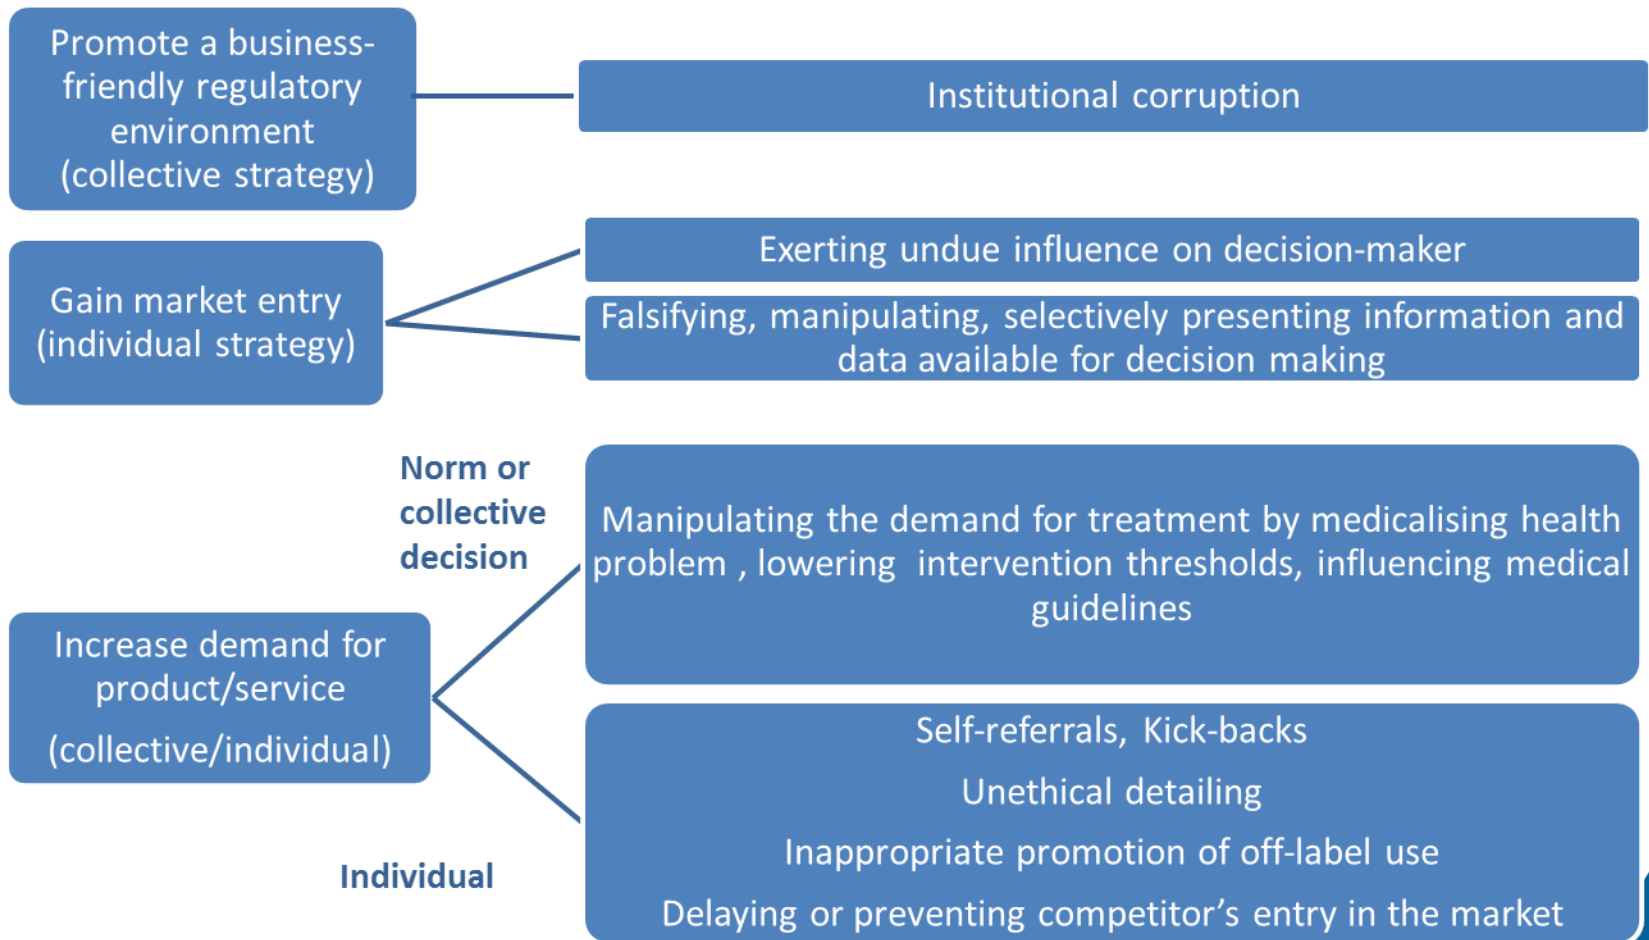 Promote a business-
friendly regulatory
environment
(collective strategy)
Institutional corruption
Gain market entry
(individual strategy)
Exerting undue influence on decision-maker
Falsifying, manipulating, selectively presenting information and
data available for decision making
Increase demand for
product/service
(collective/individual)
Norm or
collective
decision
Manipulating the demand for treatment by medicalising health
problem , lowering intervention thresholds, influencing medical
guidelines
Individual
Self-referrals, Kick-backs
Unethical detailing
Inappropriate promotion of off-label use
Delaying or preventing competitor’s entry in the market